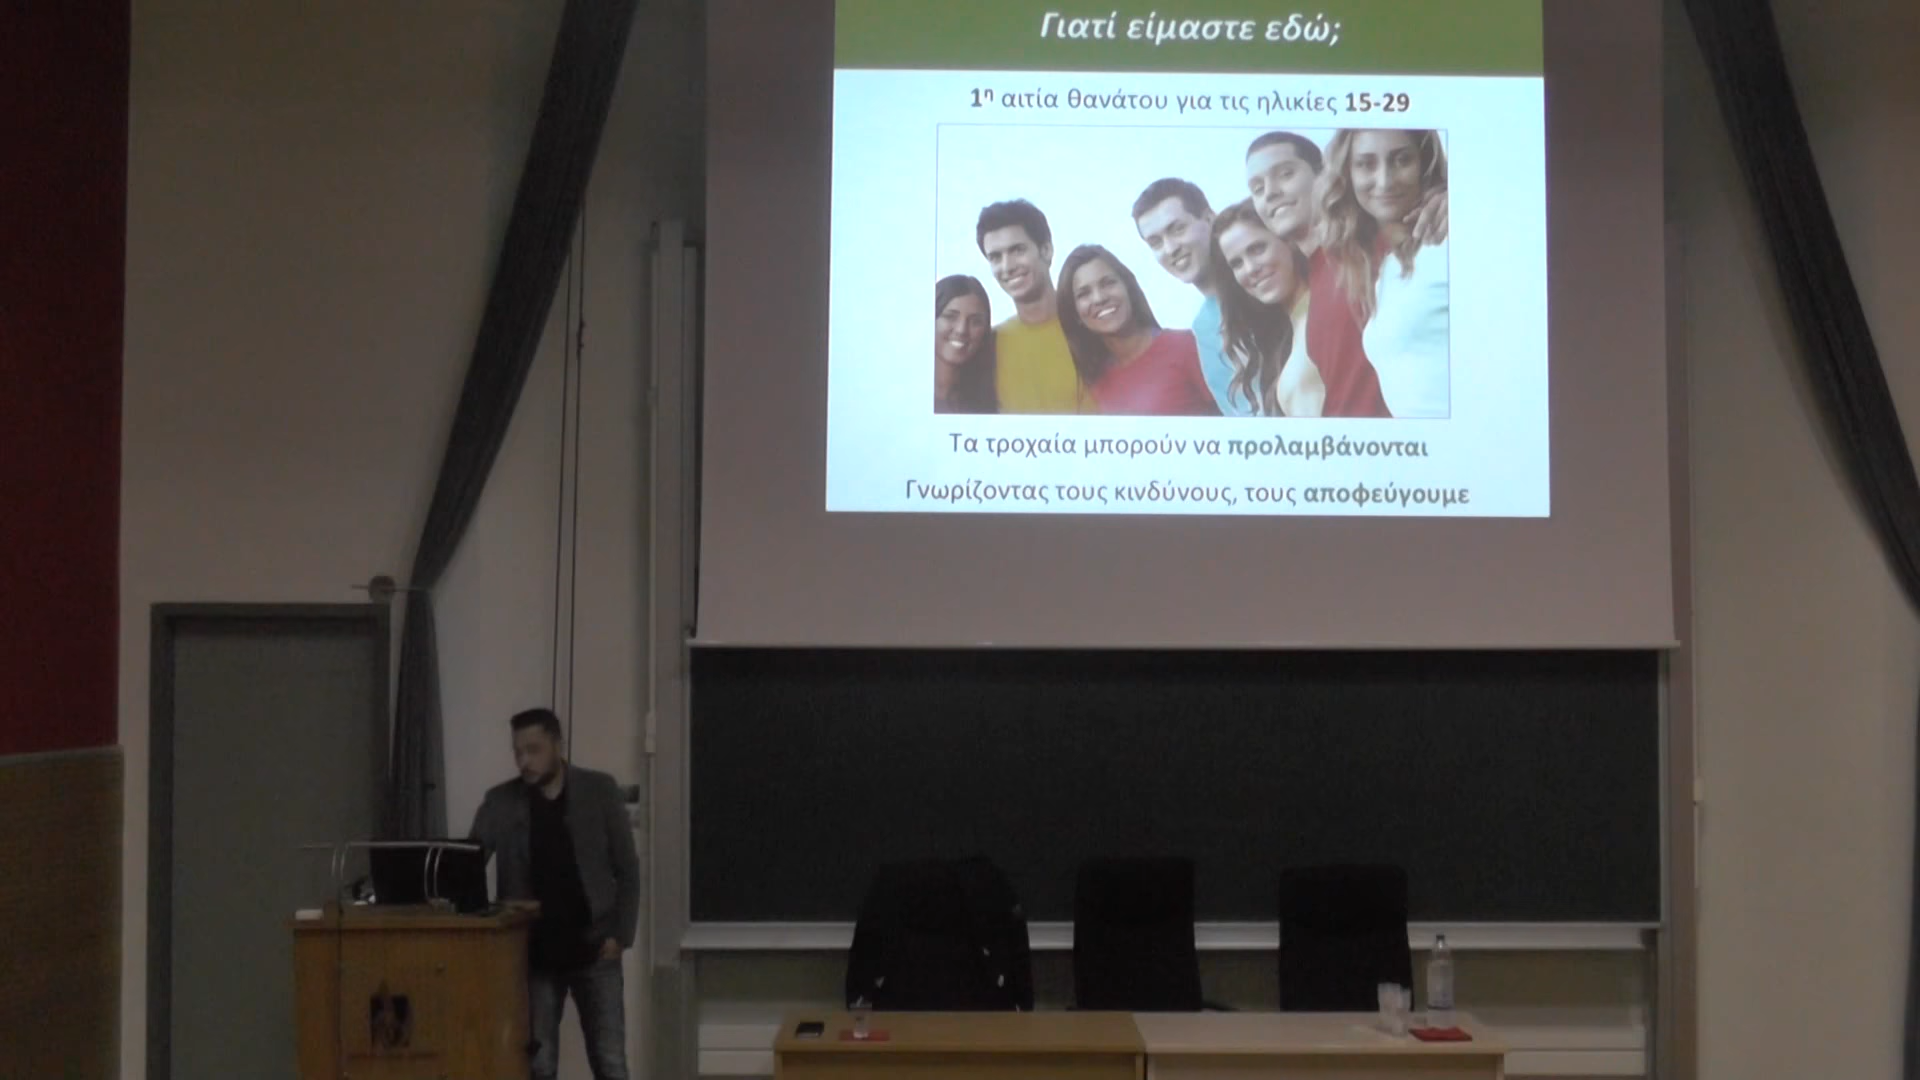 Γιατί είμαστε εδώ;
1η αιτία θανάτου για τις ηλικίες 15-29
Τα τροχαία μπορούν να προλαμβάνονται
Γνωρίζοντας τους κινδύνους, τους αποφεύγουμε